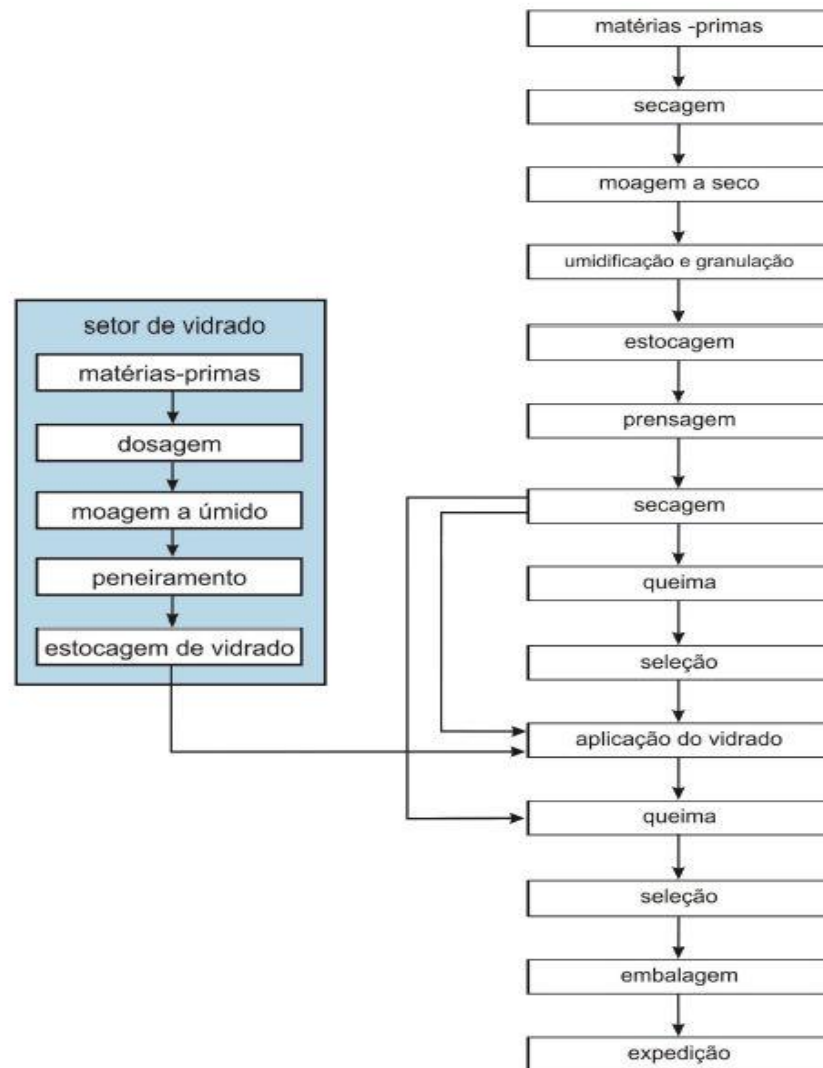 matérias -primas
secagem
moagem a seco
umidificação e granulação
estocagem
prensagem
secagem
queima
seleção
aplicação do vidrado
queima
seleção
embalagem
expedição
setor de vidrado
matérias-primas
dosagem
moagem a úmido
peneiramento
estocagem de vidrado